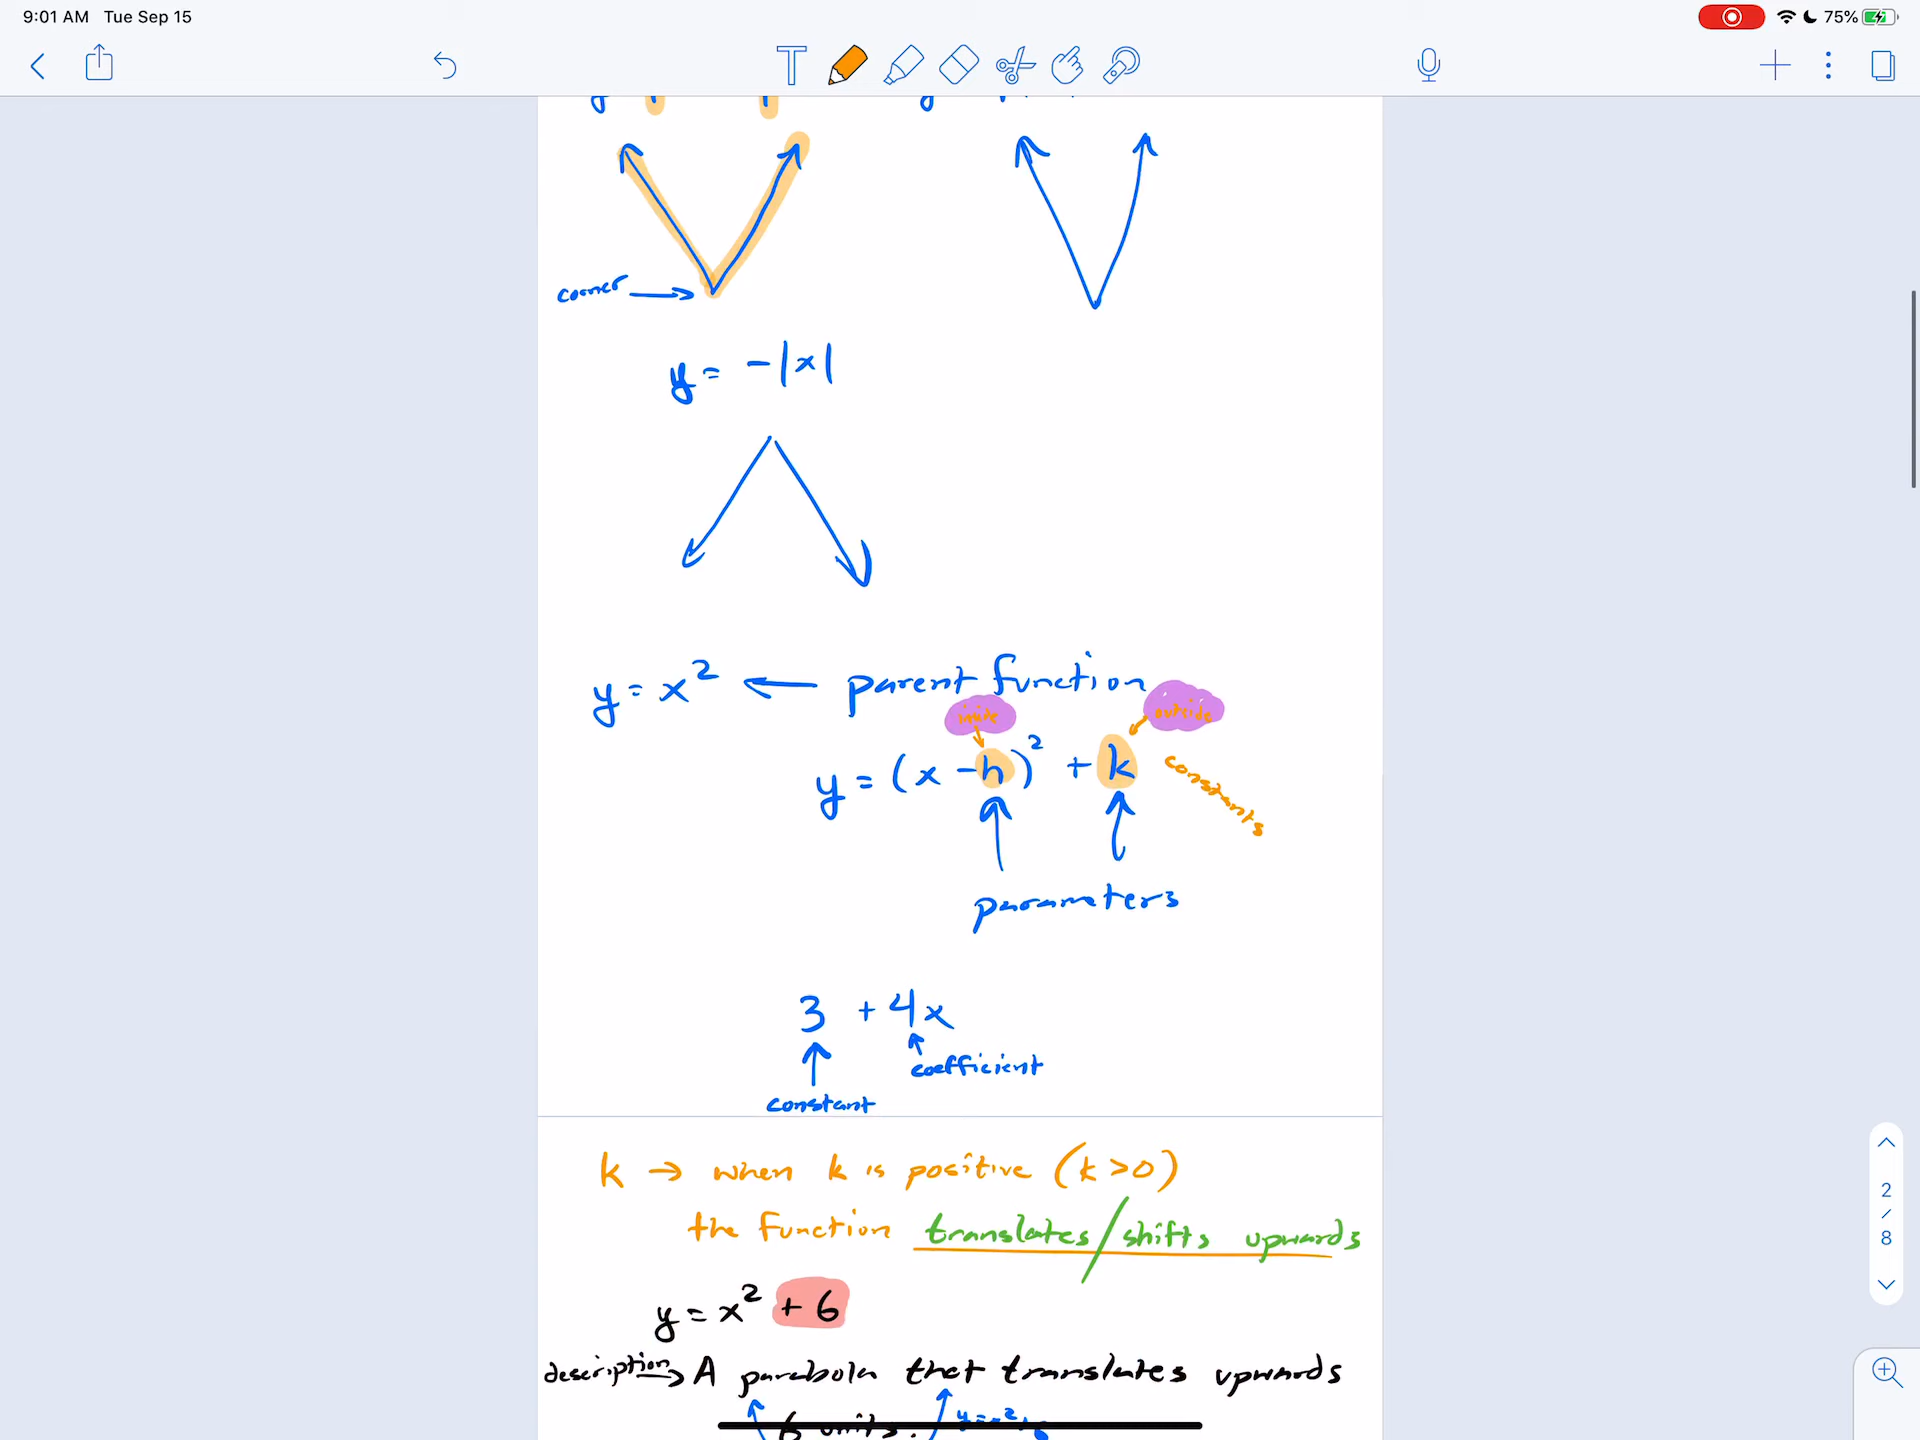 9:01 AM Tue Sep 15
75%
corner
y = -|x|
y = x² ← parent function
inside
outside
y = (x - h)² + k
constants
parameters
3 + 4x
coefficient
constant
k → when k is positive (k > 0)
the function translates/shifts upwards
y = x² + 6
description → A parabola that translates upwards
6 units.
2
/
8